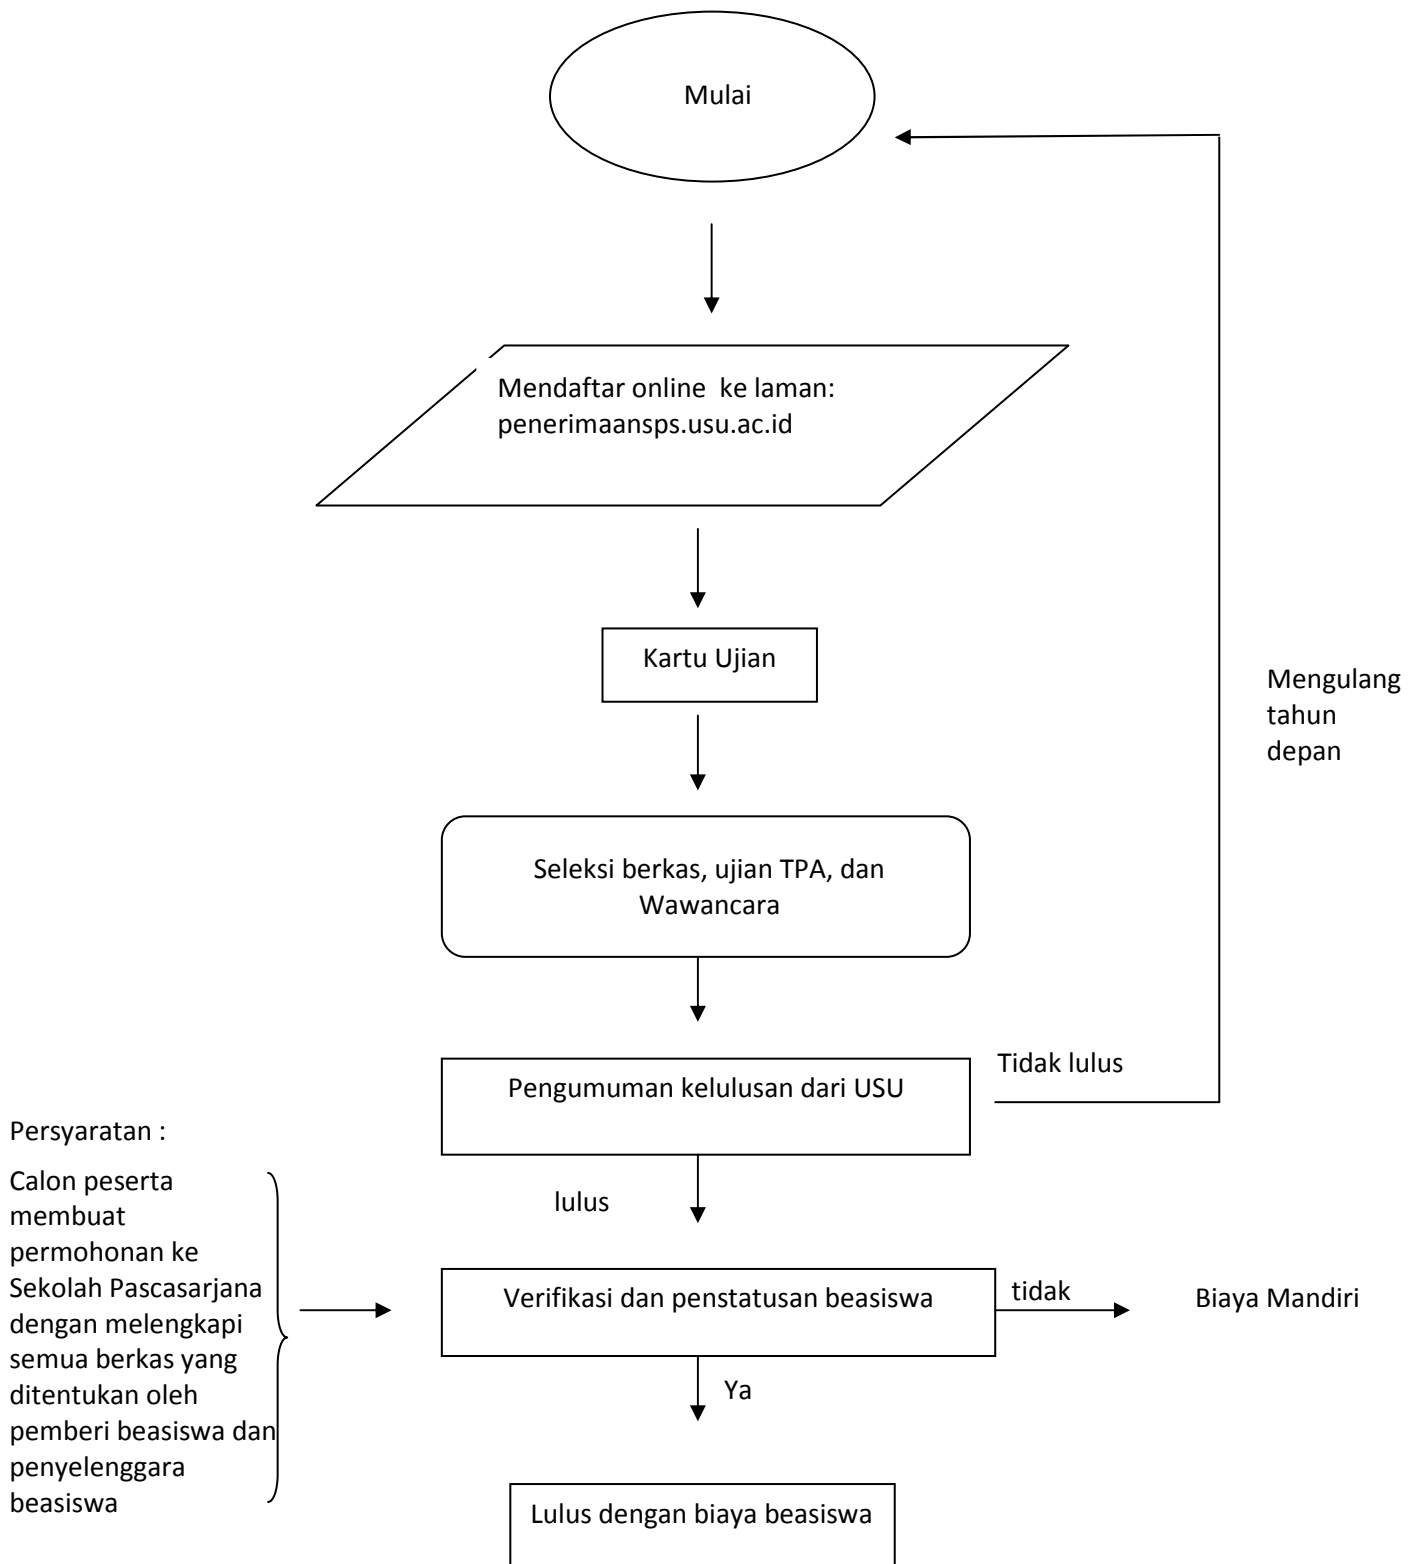 Mulai
Mendaftar online  ke laman:
penerimaansps.usu.ac.id
Kartu Ujian
Mengulang
tahun
depan
Seleksi berkas, ujian TPA, dan
Wawancara
Tidak lulus
Pengumuman kelulusan dari USU
Persyaratan :
Calon peserta
membuat
permohonan ke
Sekolah Pascasarjana
dengan melengkapi
semua berkas yang
ditentukan oleh
pemberi beasiswa dan
penyelenggara
beasiswa
lulus
Verifikasi dan penstatusan beasiswa
tidak
Biaya Mandiri
Ya
Lulus dengan biaya beasiswa